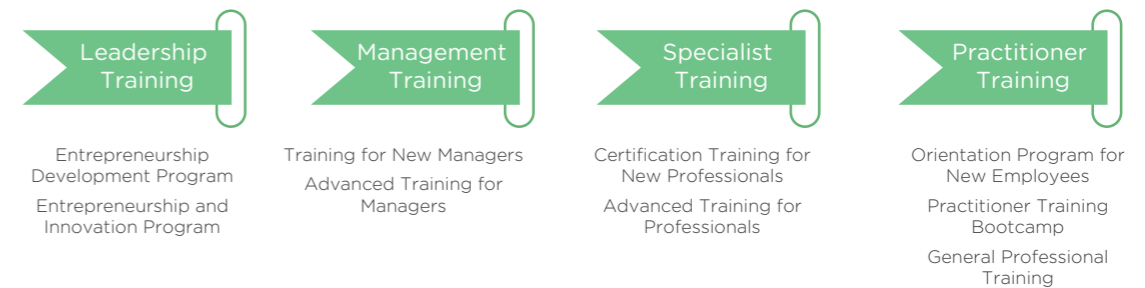 Leadership
Training
Entrepreneurship
Development Program
Entrepreneurship and
Innovation Program
Management
Training
Training for New Managers
Advanced Training for
Managers
Specialist
Training
Certification Training for
New Professionals
Advanced Training for
Professionals
Practitioner
Training
Orientation Program for
New Employees
Practitioner Training
Bootcamp
General Professional
Training